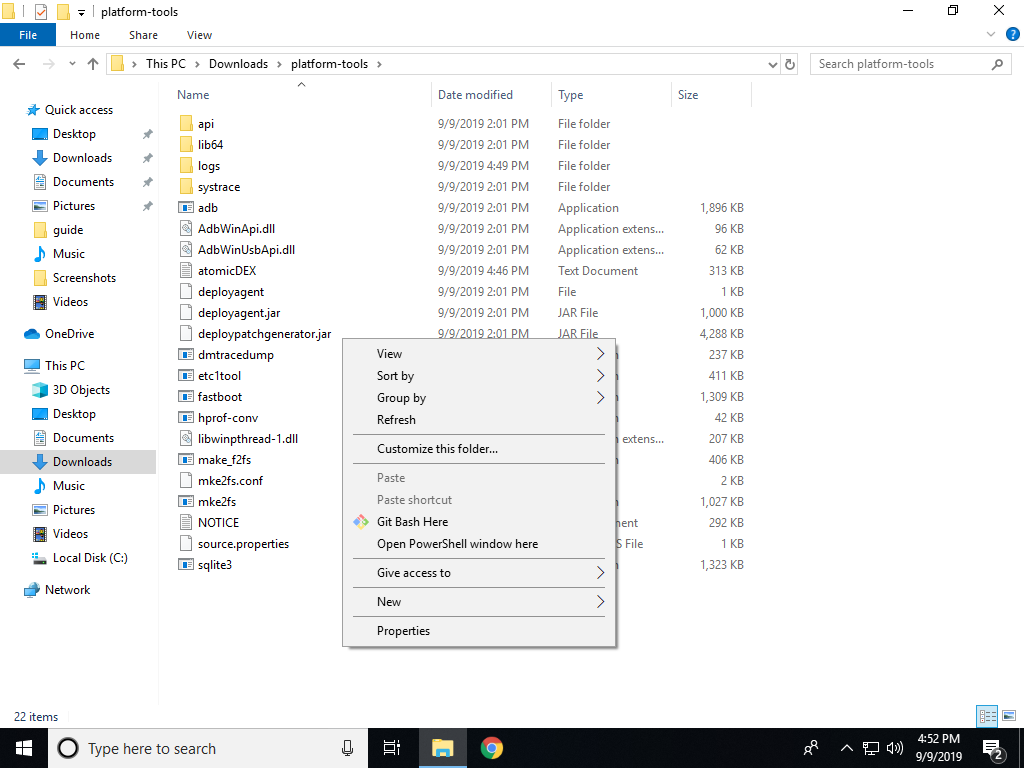 platform-tools
File Home Share View
This PC Downloads platform-tools Search platform-tools
Name Date modified Type Size
Quick access
Desktop
Downloads
Documents
Pictures
guide
Music
Screenshots
Videos
OneDrive
This PC
3D Objects
Desktop
Documents
Downloads
Music
Pictures
Videos
Local Disk (C:)
Network
api 9/9/2019 2:01 PM File folder
lib64 9/9/2019 2:01 PM File folder
logs 9/9/2019 4:49 PM File folder
systrace 9/9/2019 2:01 PM File folder
adb 9/9/2019 2:01 PM Application 1,896 KB
AdbWinApi.dll 9/9/2019 2:01 PM Application extens... 96 KB
AdbWinUsbApi.dll 9/9/2019 2:01 PM Application extens... 62 KB
atomicDEX 9/9/2019 4:46 PM Text Document 313 KB
deployagent 9/9/2019 2:01 PM File 1 KB
deployagent.jar 9/9/2019 2:01 PM JAR File 1,000 KB
deploypatchgenerator.jar 9/9/2019 2:01 PM JAR File 4,288 KB
dmtracedump 237 KB
etc1tool 411 KB
fastboot 1,309 KB
hprof-conv 42 KB
libwinpthread-1.dll extens... 207 KB
make_f2fs 406 KB
mke2fs.conf 2 KB
mke2fs 1,027 KB
NOTICE 292 KB
source.properties S File 1 KB
sqlite3 1,323 KB
View
Sort by
Group by
Refresh
Customize this folder...
Paste
Paste shortcut
Git Bash Here
Open PowerShell window here
Give access to
New
Properties
22 items
Type here to search
4:52 PM
9/9/2019
2